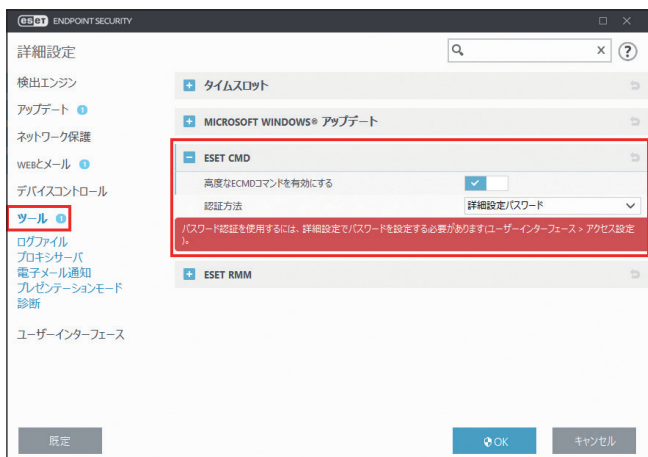 eset ENDPOINT SECURITY
詳細設定
検出エンジン
アップデート 1
ネットワーク保護
WEBとメール 1
デバイスコントロール
ツール 1
ログファイル
プロキシサーバ
電子メール通知
プレゼンテーションモード
診断
ユーザーインターフェース
タイムスロット
MICROSOFT WINDOWS® アップデート
ESET CMD
高度なECMDコマンドを有効にする
認証方法 詳細設定パスワード
パスワード認証を使用するには、詳細設定でパスワードを設定する必要があります(ユーザーインターフェース > アクセス設定
)。
ESET RMM
既定 OK キャンセル